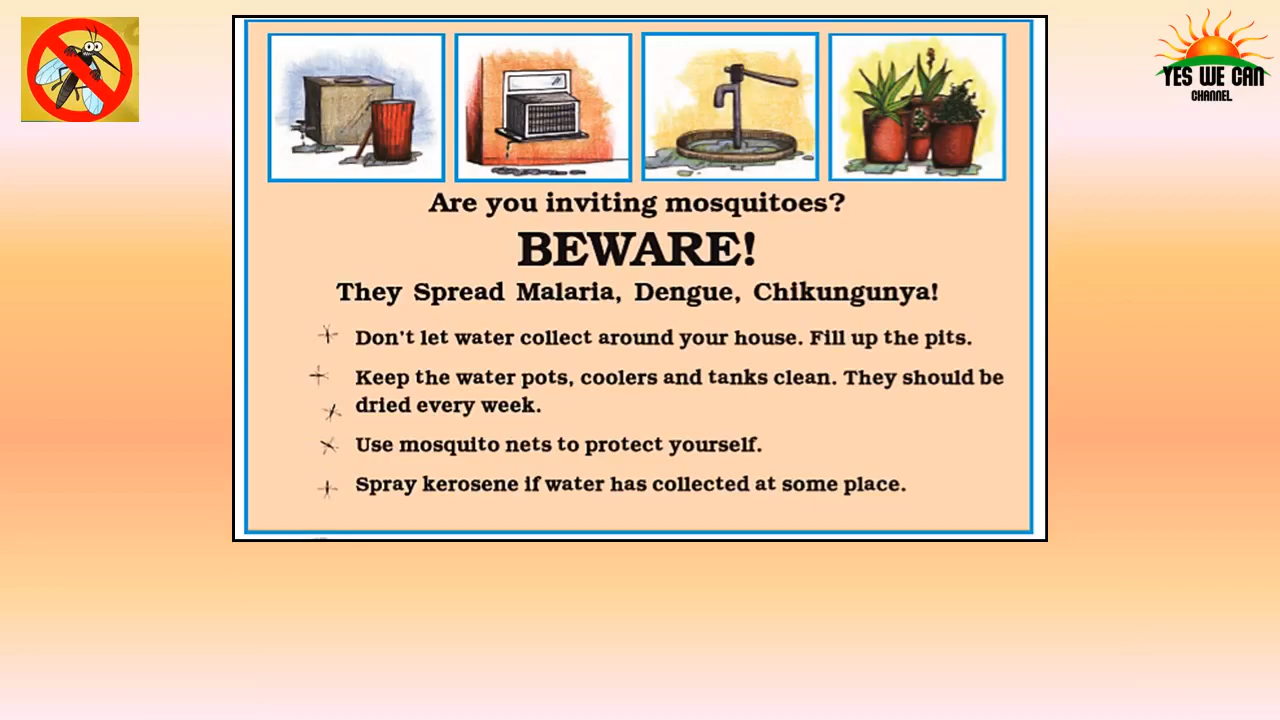 YES WE CAN
CHANNEL
Are you inviting mosquitoes?
BEWARE!
They Spread Malaria, Dengue, Chikungunya!
Don't let water collect around your house. Fill up the pits.
Keep the water pots, coolers and tanks clean. They should be
dried every week.
Use mosquito nets to protect yourself.
Spray kerosene if water has collected at some place.